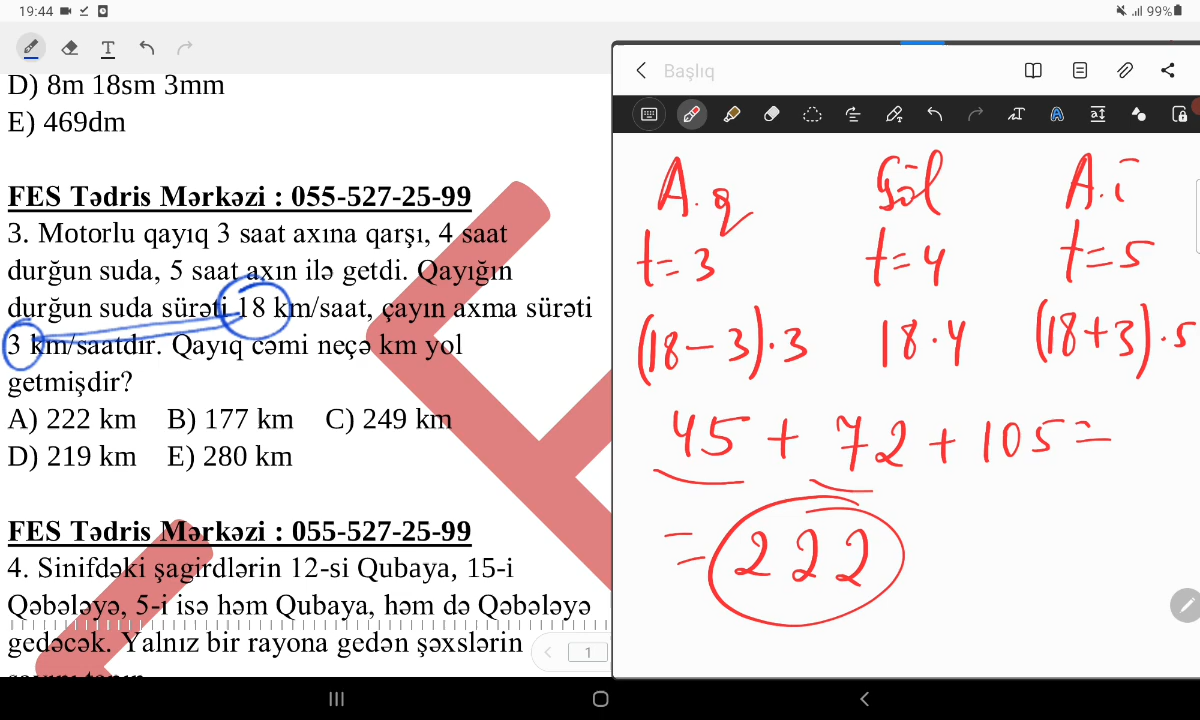 19:44
99%
D) 8m 18sm 3mm
E) 469dm
FES Tədris Mərkəzi : 055-527-25-99
3. Motorlu qayıq 3 saat axına qarşı, 4 saat
durğun suda, 5 saat axın ilə getdi. Qayığın
durğun suda sürəti 18 km/saat, çayın axma sürəti
3 km/saatdır. Qayıq cəmi neçə km yol
getmişdir?
A) 222 km B) 177 km C) 249 km
D) 219 km E) 280 km
FES Tədris Mərkəzi : 055-527-25-99
4. Sinifdəki şagirdlərin 12-si Qubaya, 15-i
Qəbələyə, 5-i isə həm Qubaya, həm də Qəbələyə
gedəcək. Yalnız bir rayona gedən şəxslərin
1
Başlıq
A.q Göl A.i
t=3 t=4 t=5
(18-3)·3 18·4 (18+3)·5
45 + 72 + 105 =
= 222